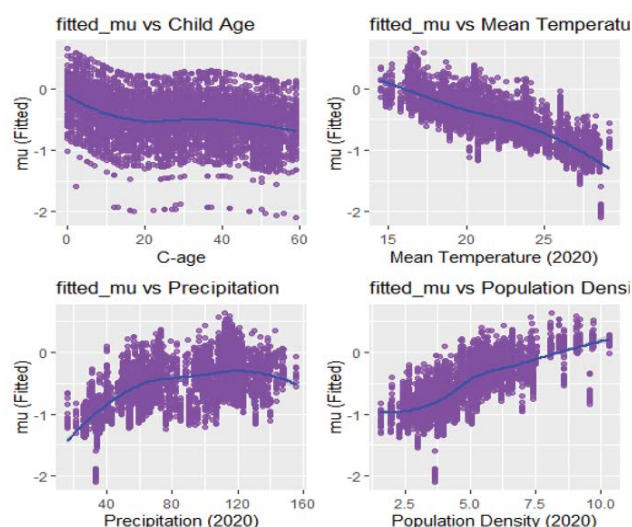 fitted_mu vs Child Age
mu (Fitted)
0
-1
-2
0 20 40 60
C-age
fitted_mu vs Mean Temperatu
mu (Fitted)
0
-1
-2
15 20 25
Mean Temperature (2020)
fitted_mu vs Precipitation
mu (Fitted)
0
-1
-2
40 80 120 160
Precipitation (2020)
fitted_mu vs Population Densi
mu (Fitted)
0
-1
-2
2.5 5.0 7.5 10.0
Population Density (2020)